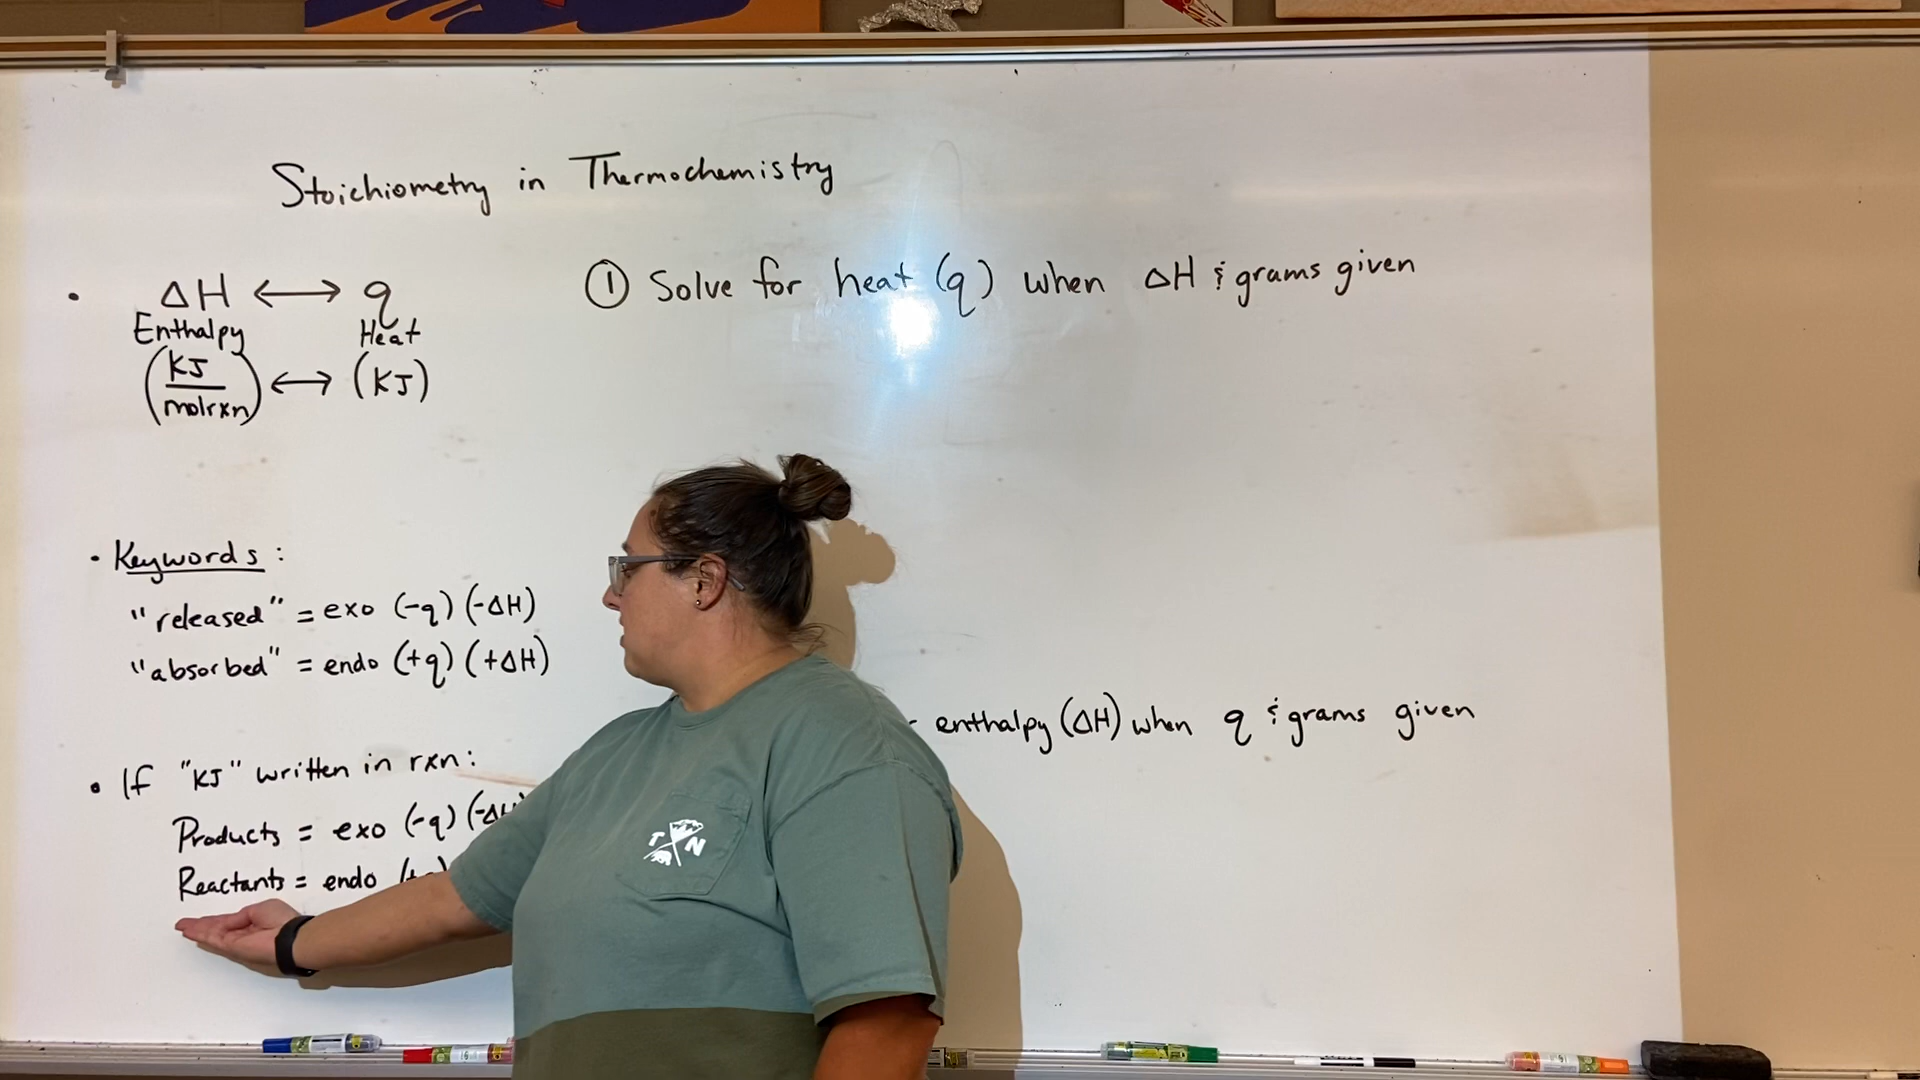 Stoichiometry in Thermochemistry
• ΔH ⟷ q
Enthalpy Heat
(KJ/molrxn) ⟷ (KJ)
• Keywords:
"released" = exo (-q) (-ΔH)
"absorbed" = endo (+q) (+ΔH)
• If "KJ" written in rxn:
Products = exo (-q) (-ΔH
Reactants = endo
① Solve for heat (q) when ΔH & grams given
enthalpy (ΔH) when q & grams given
T N